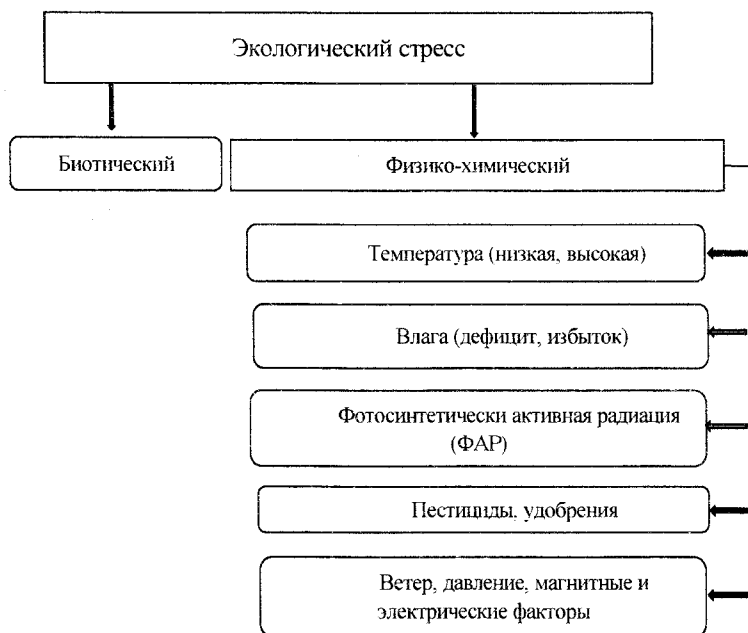 Экологический стресс
Биотический
Физико-химический
Температура (низкая, высокая)
Влага (дефицит, избыток)
Фотосинтетически активная радиация
(ФАР)
Пестициды, удобрения
Ветер, давление, магнитные и
электрические факторы